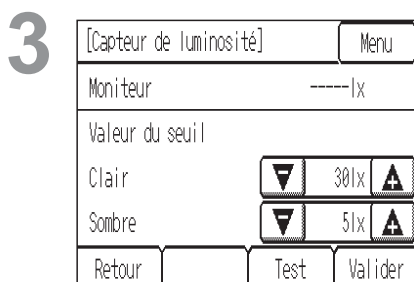 3
[Capteur de luminosité] Menu
Moniteur -----lx
Valeur du seuil
Clair 30lx
Sombre 5lx
Retour Test Valider